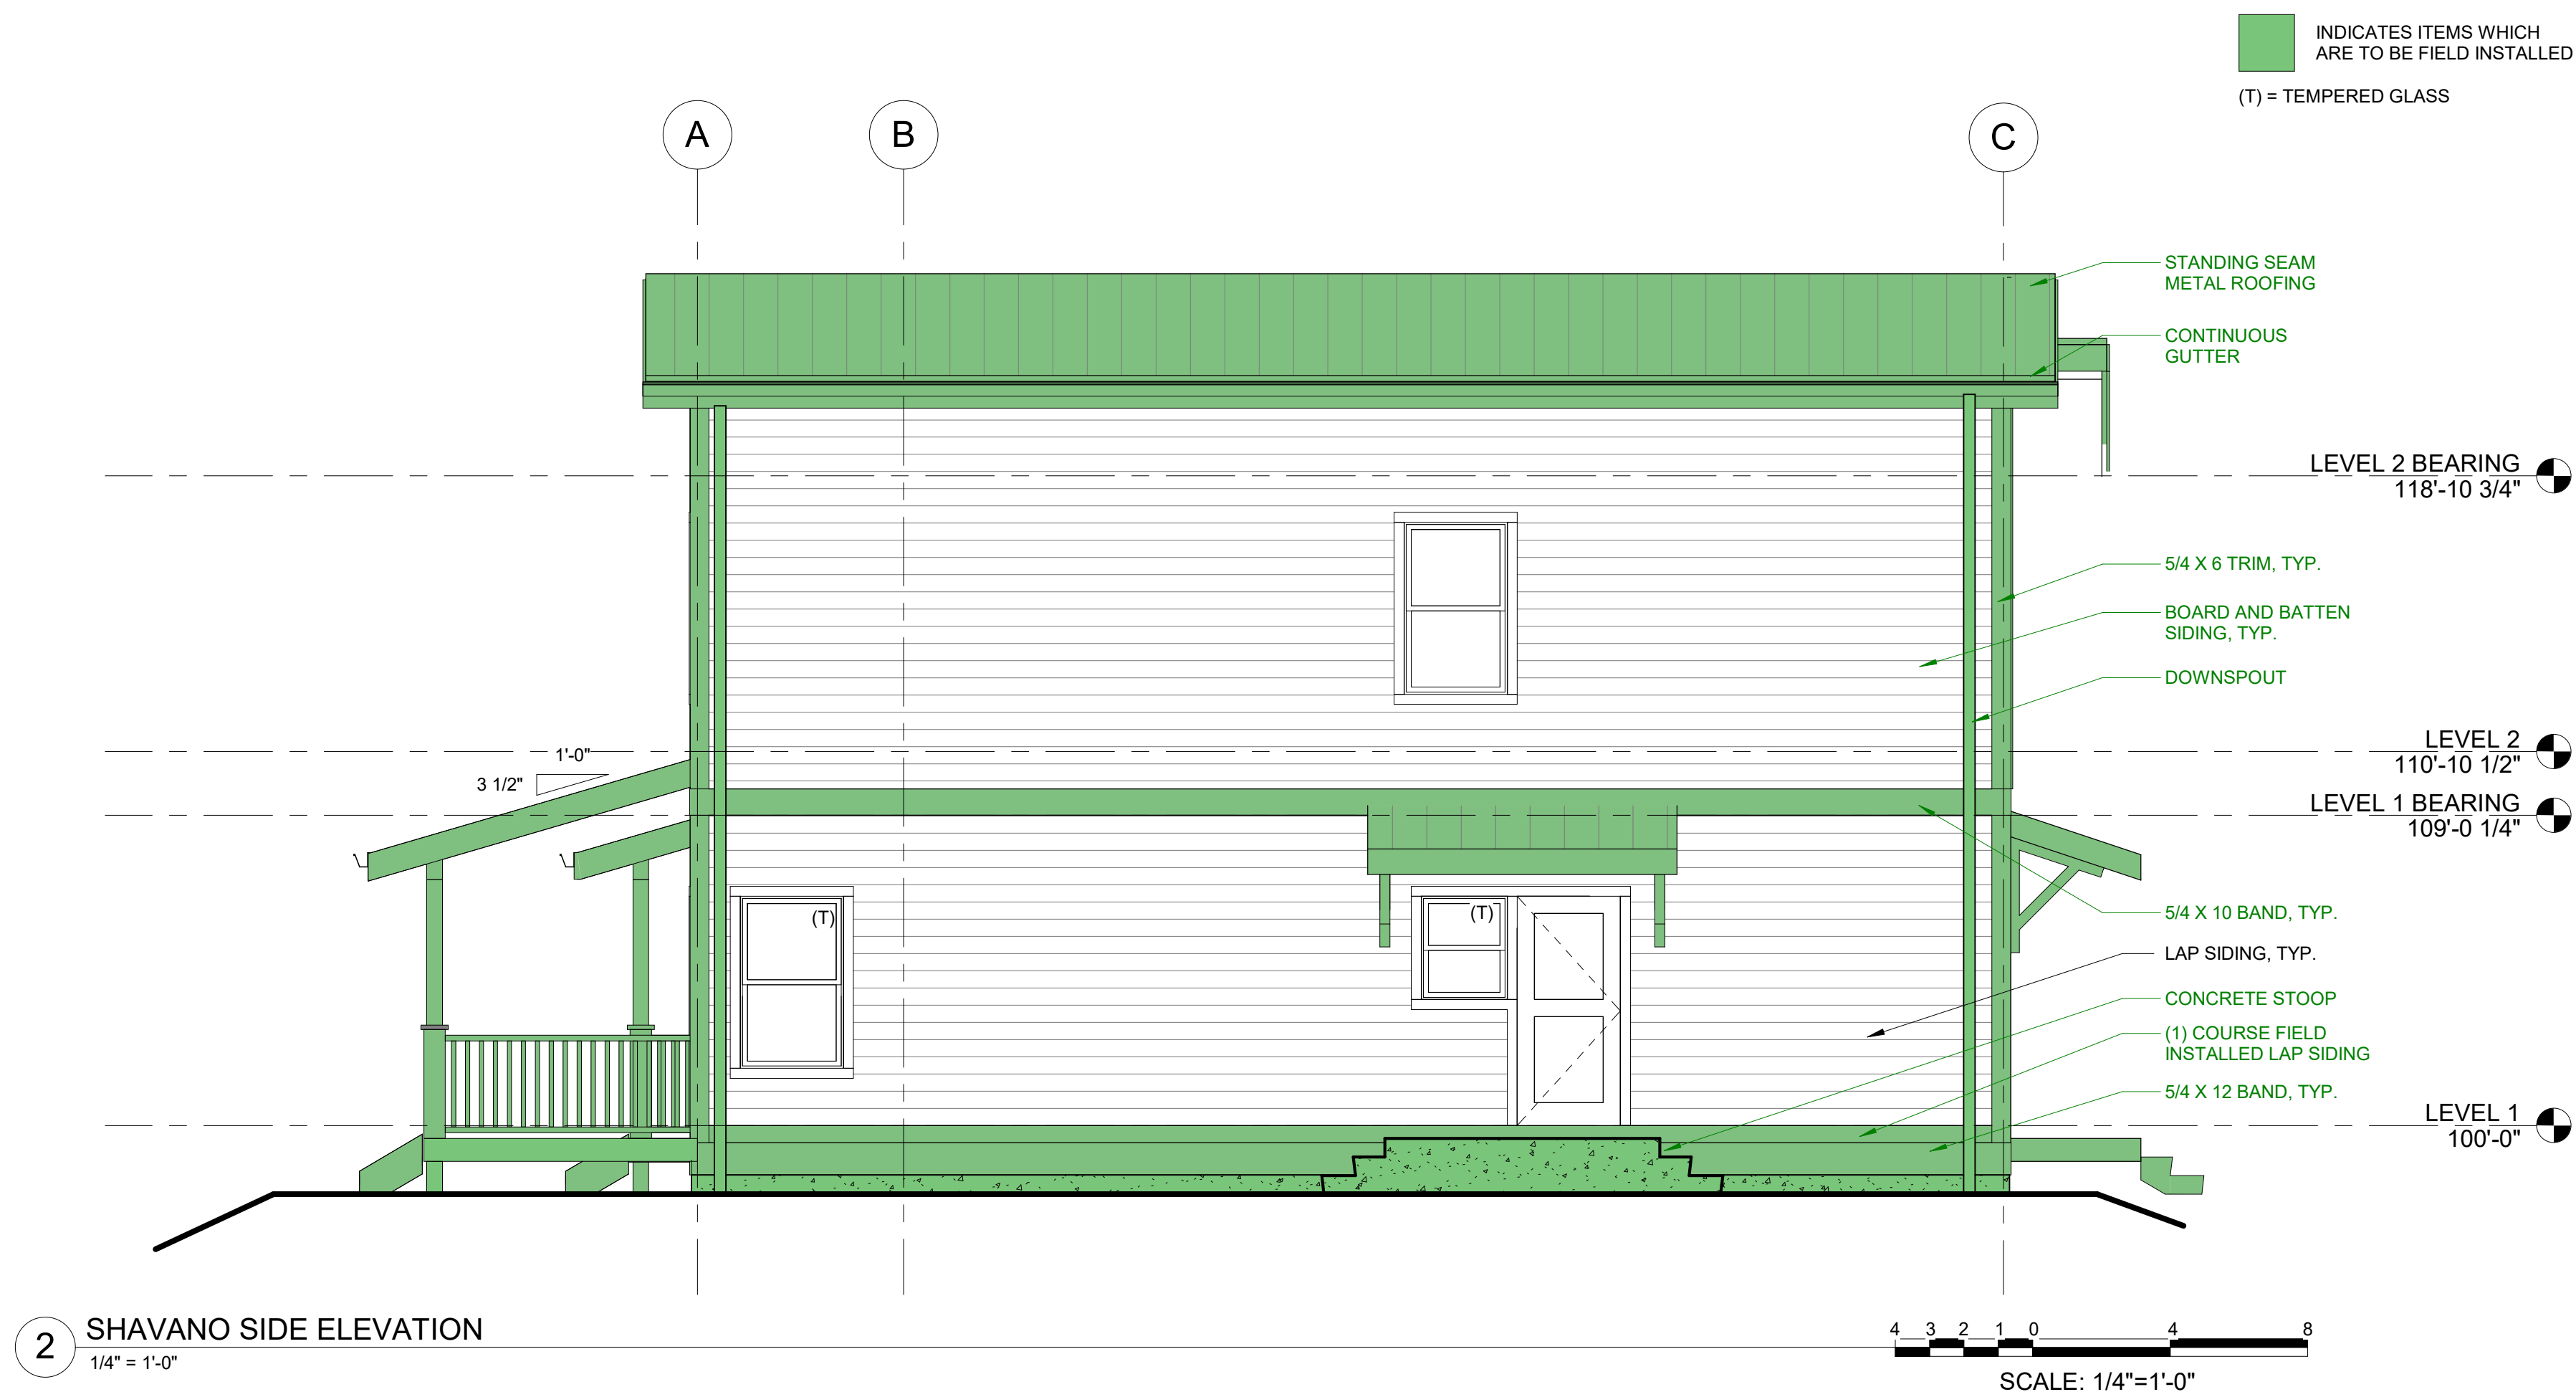 INDICATES ITEMS WHICH
ARE TO BE FIELD INSTALLED
(T) = TEMPERED GLASS
A
B
C
STANDING SEAM
METAL ROOFING
CONTINUOUS
GUTTER
LEVEL 2 BEARING
118'-10 3/4"
5/4 X 6 TRIM, TYP.
BOARD AND BATTEN
SIDING, TYP.
DOWNSPOUT
LEVEL 2
110'-10 1/2"
1'-0"
3 1/2"
LEVEL 1 BEARING
109'-0 1/4"
(T)
(T)
5/4 X 10 BAND, TYP.
LAP SIDING, TYP.
CONCRETE STOOP
(1) COURSE FIELD
INSTALLED LAP SIDING
5/4 X 12 BAND, TYP.
LEVEL 1
100'-0"
2
SHAVANO SIDE ELEVATION
1/4" = 1'-0"
4 3 2 1 0 4 8
SCALE: 1/4"=1'-0"